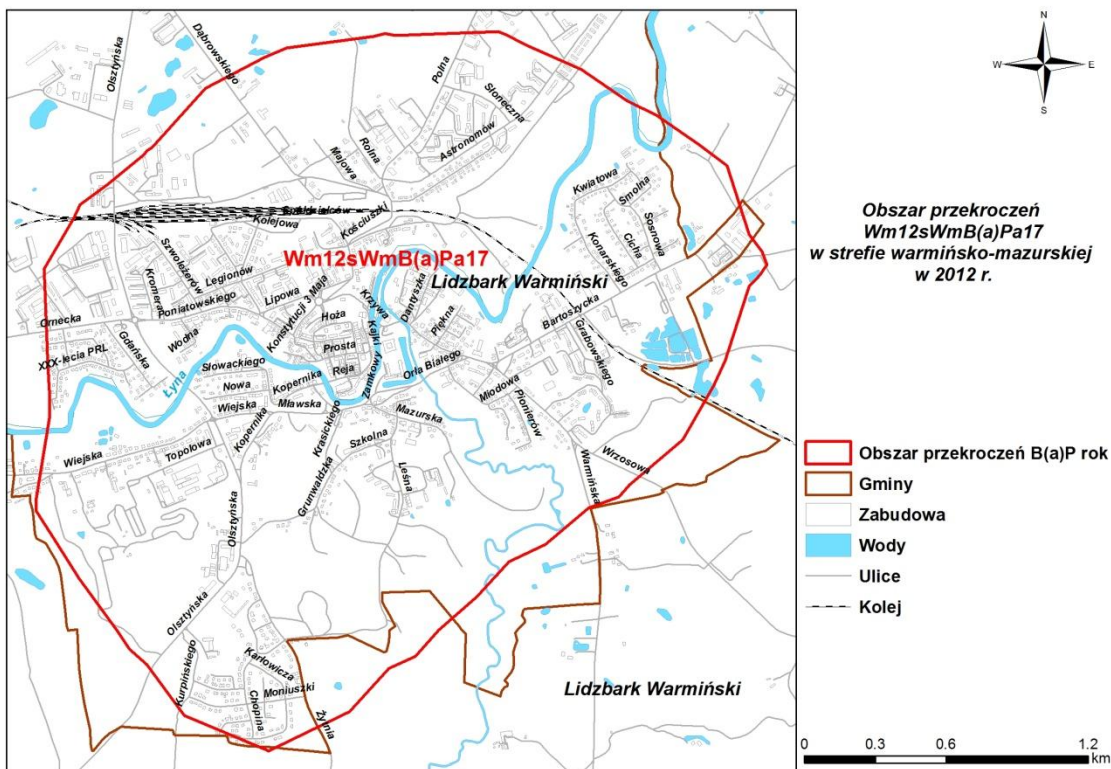 Olsztyńska
Dąbrowskiego
Polna
Słoneczna
Astronomów
Rolna
Majowa
Kolejowa
Kościuszki
Kwiatowa
Smolna
Sosnowa
Cicha
Konarskiego
Wm12sWmB(a)Pa17
Lidzbark Warmiński
Szwoleżerów
Kromera
Legionów
Poniatowskiego
Lipowa
Konstytucji 3 Maja
Hoża
Krzywa
Kajki
Dantyszka
Piękna
Bartoszycka
Grabowskiego
Ornecka
XXX-lecia PRL
Gdańska
Wodna
Prosta
Reja
Zamkowy
Orła Białego
Łyna
Słowackiego
Nowa
Kopernika
Wiejska
Mławska
Kopernika
Krasickiego
Mazurska
Młodowa
Pionierów
Wiejska
Topolowa
Szkolna
Grunwaldzka
Leśna
Warmińska
Wrzosowa
Olsztyńska
Olsztyńska
Kurpińskiego
Karłowicza
Moniuszki
Chopina
Żytnia
Lidzbark Warmiński
N
W
E
S
Obszar przekroczeń
Wm12sWmB(a)Pa17
w strefie warmińsko-mazurskiej
w 2012 r.
Obszar przekroczeń B(a)P rok
Gminy
Zabudowa
Wody
Ulice
Kolej
0 0.3 0.6 1.2
km